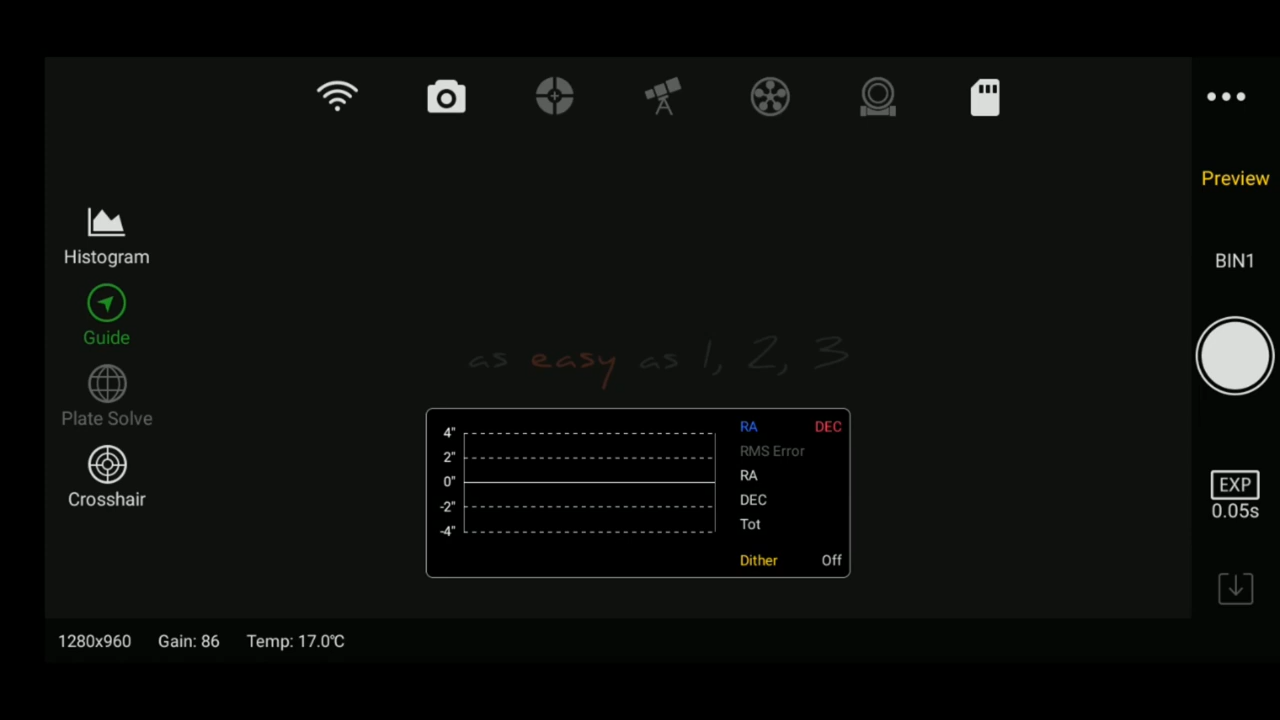 Preview
Histogram
BIN1
Guide
as easy as 1, 2, 3
Plate Solve
Crosshair
4" RA DEC
2" RMS Error
0" RA
-2" DEC
-4" Tot
Dither Off
EXP
0.05s
1280x960 Gain: 86 Temp: 17.0℃